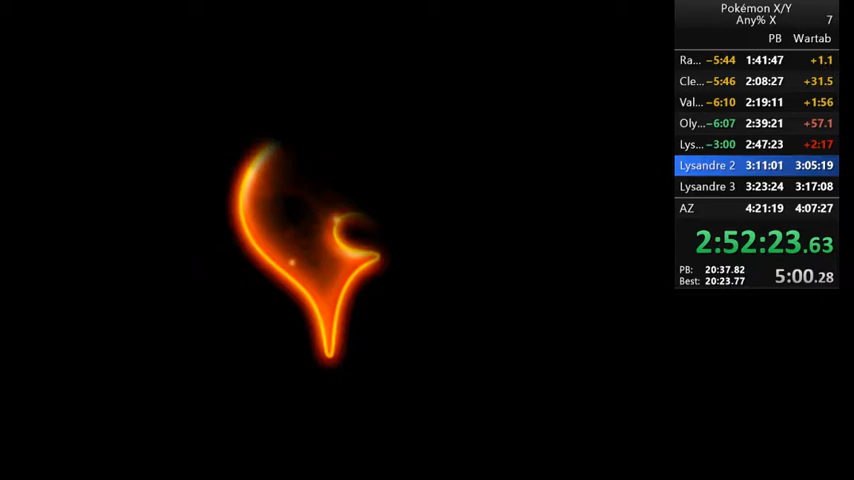 Pokémon X/Y
Any% X 7
PB Wartab
Ra... −5:44 1:41:47 +1.1
Cle... −5:46 2:08:27 +31.5
Val... −6:10 2:19:11 +1:56
Oly... −6:07 2:39:21 +57.1
Lys... −3:00 2:47:23 +2:17
Lysandre 2 3:11:01 3:05:19
Lysandre 3 3:23:24 3:17:08
AZ 4:21:19 4:07:27
2:52:23.63
PB: 20:37.82 5:00.28
Best: 20:23.77